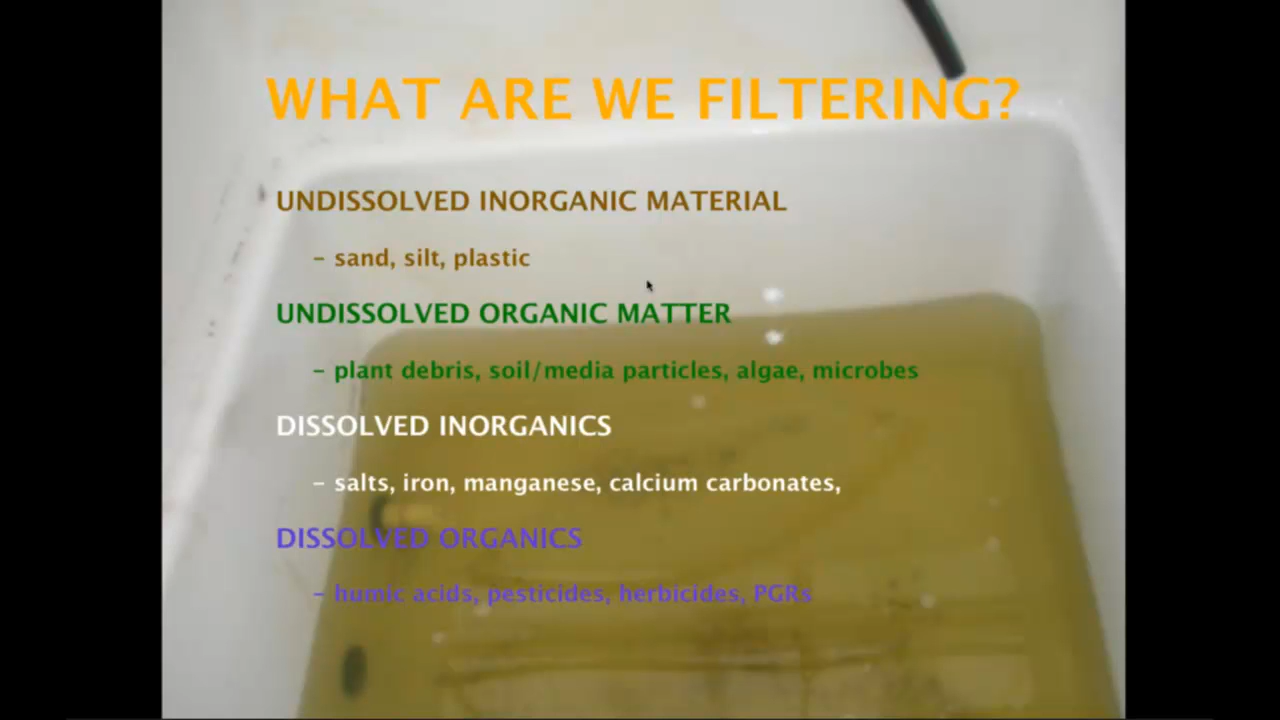 WHAT ARE WE FILTERING?
UNDISSOLVED INORGANIC MATERIAL
– sand, silt, plastic
UNDISSOLVED ORGANIC MATTER
– plant debris, soil/media particles, algae, microbes
DISSOLVED INORGANICS
– salts, iron, manganese, calcium carbonates,
DISSOLVED ORGANICS
– humic acids, pesticides, herbicides, PGRs